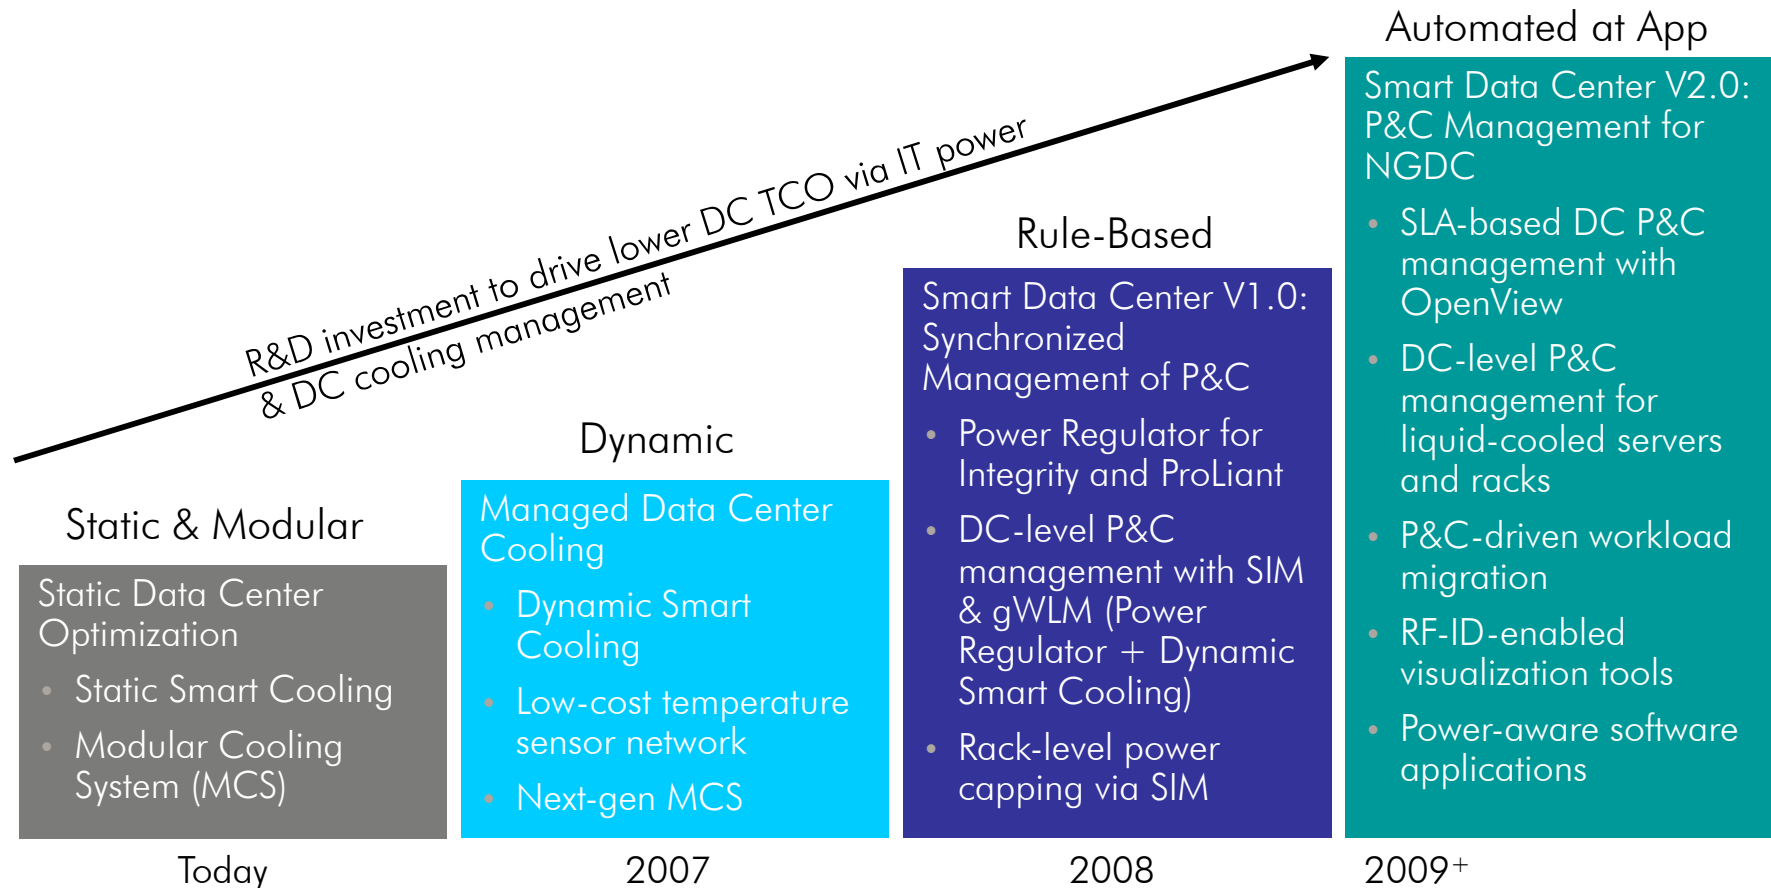 Automated at App
Smart Data Center V2.0:
P&C Management for
NGDC
• SLA-based DC P&C
management with
OpenView
• DC-level P&C
management for
liquid-cooled servers
and racks
• P&C-driven workload
migration
• RF-ID-enabled
visualization tools
• Power-aware software
applications
2009+
R&D investment to drive lower DC TCO via IT power
& DC cooling management
Rule-Based
Smart Data Center V1.0:
Synchronized
Management of P&C
• Power Regulator for
Integrity and ProLiant
• DC-level P&C
management with SIM
& gWLM (Power
Regulator + Dynamic
Smart Cooling)
• Rack-level power
capping via SIM
2008
Dynamic
Managed Data Center
Cooling
• Dynamic Smart
Cooling
• Low-cost temperature
sensor network
• Next-gen MCS
2007
Static & Modular
Static Data Center
Optimization
• Static Smart Cooling
• Modular Cooling
System (MCS)
Today